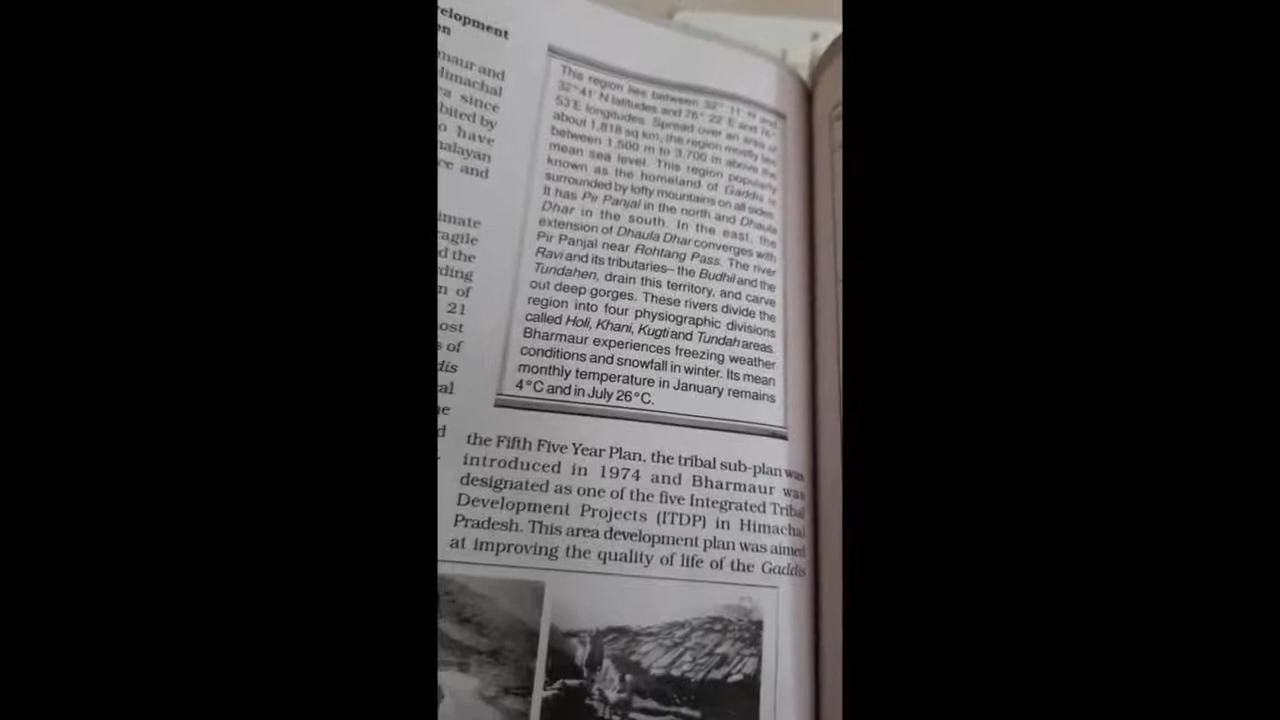 elopment
en
maur and
Himachal
a since
bited by
o have
nalayan
ce and
imate
ragile
d the
rding
n of
21
ost
s of
dis
al
ne
d
This region lies between 32° 11' N and
32°41' N latitudes and 76° 22' E and 76°
53'E longitudes. Spread over an area of
about 1,818 sq km, the region mostly lies
between 1,500 m to 3,700 m above the
mean sea level. This region popularly
known as the homeland of Gaddis is
surrounded by lofty mountains on all sides.
It has Pir Panjal in the north and Dhaula
Dhar in the south. In the east, the
extension of Dhaula Dhar converges with
Pir Panjal near Rohtang Pass. The river
Ravi and its tributaries– the Budhil and the
Tundahen, drain this territory, and carve
out deep gorges. These rivers divide the
region into four physiographic divisions
called Holi, Khani, Kugti and Tundah areas.
Bharmaur experiences freezing weather
conditions and snowfall in winter. Its mean
monthly temperature in January remains
4°C and in July 26°C.
the Fifth Five Year Plan, the tribal sub-plan was
introduced in 1974 and Bharmaur was
designated as one of the five Integrated Tribal
Development Projects (ITDP) in Himachal
Pradesh. This area development plan was aimed
at improving the quality of life of the Gaddis